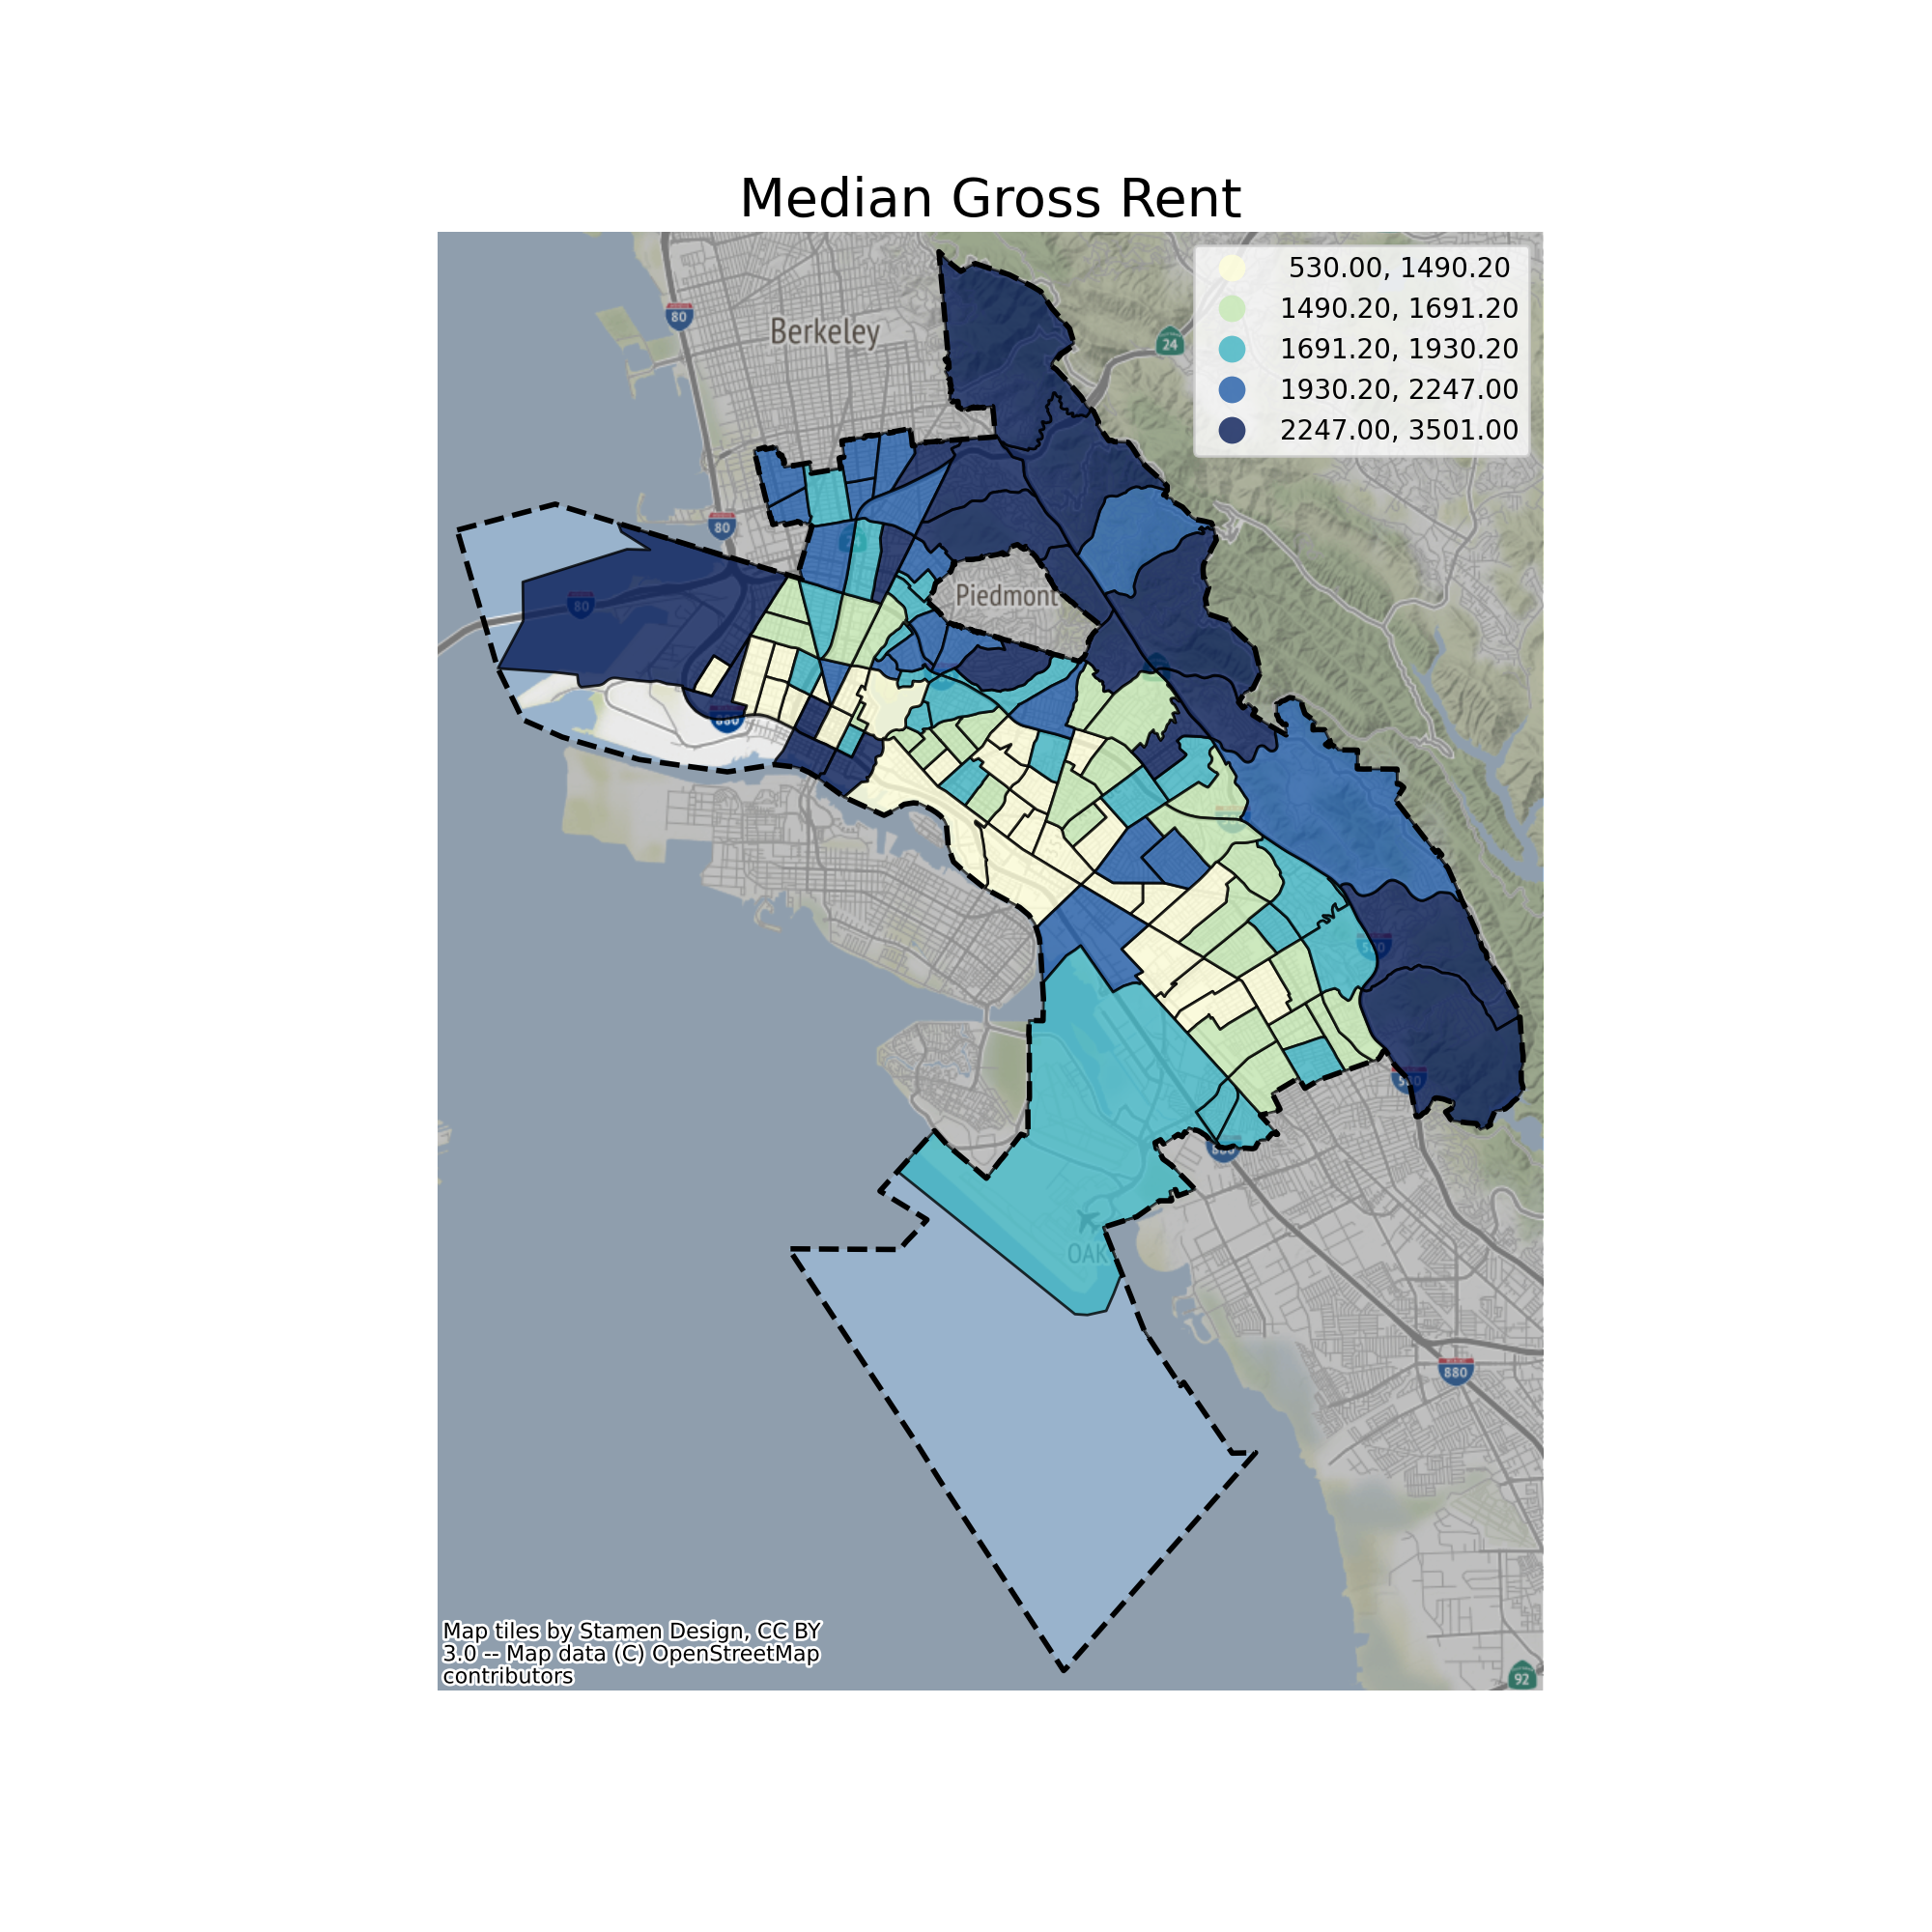 Median Gross Rent
530.00, 1490.20
1490.20, 1691.20
1691.20, 1930.20
1930.20, 2247.00
2247.00, 3501.00
80
Berkeley
24
80
80
Piedmont
880
580
580
OAK
880
880
92
Map tiles by Stamen Design, CC BY
3.0 -- Map data (C) OpenStreetMap
contributors